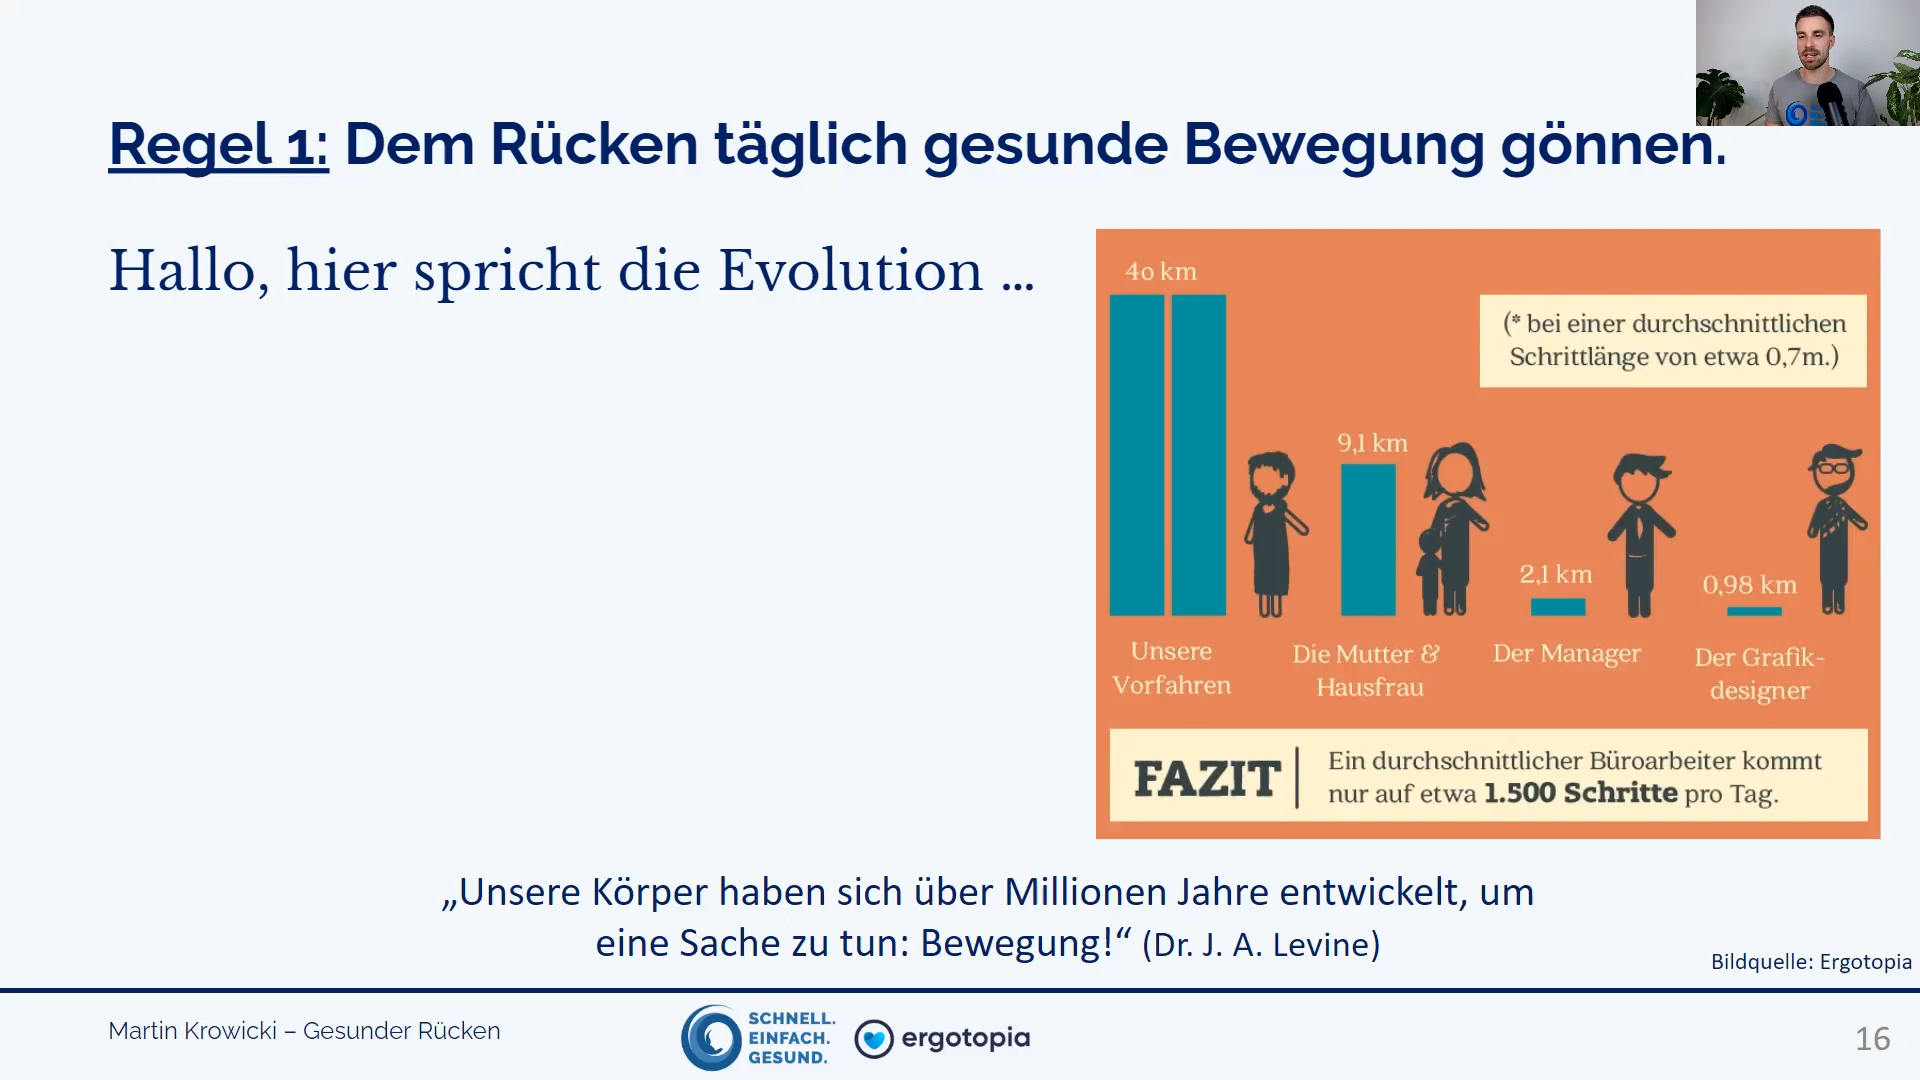 Regel 1: Dem Rücken täglich gesunde Bewegung gönnen.
Hallo, hier spricht die Evolution ...
40 km
(* bei einer durchschnittlichen
Schrittlänge von etwa 0,7m.)
9,1 km
2,1 km
0,98 km
Unsere
Vorfahren
Die Mutter &
Hausfrau
Der Manager
Der Grafik-
designer
FAZIT
Ein durchschnittlicher Büroarbeiter kommt
nur auf etwa 1.500 Schritte pro Tag.
„Unsere Körper haben sich über Millionen Jahre entwickelt, um
eine Sache zu tun: Bewegung!“ (Dr. J. A. Levine)
Bildquelle: Ergotopia
Martin Krowicki – Gesunder Rücken
SCHNELL.
EINFACH.
GESUND.
ergotopia
16